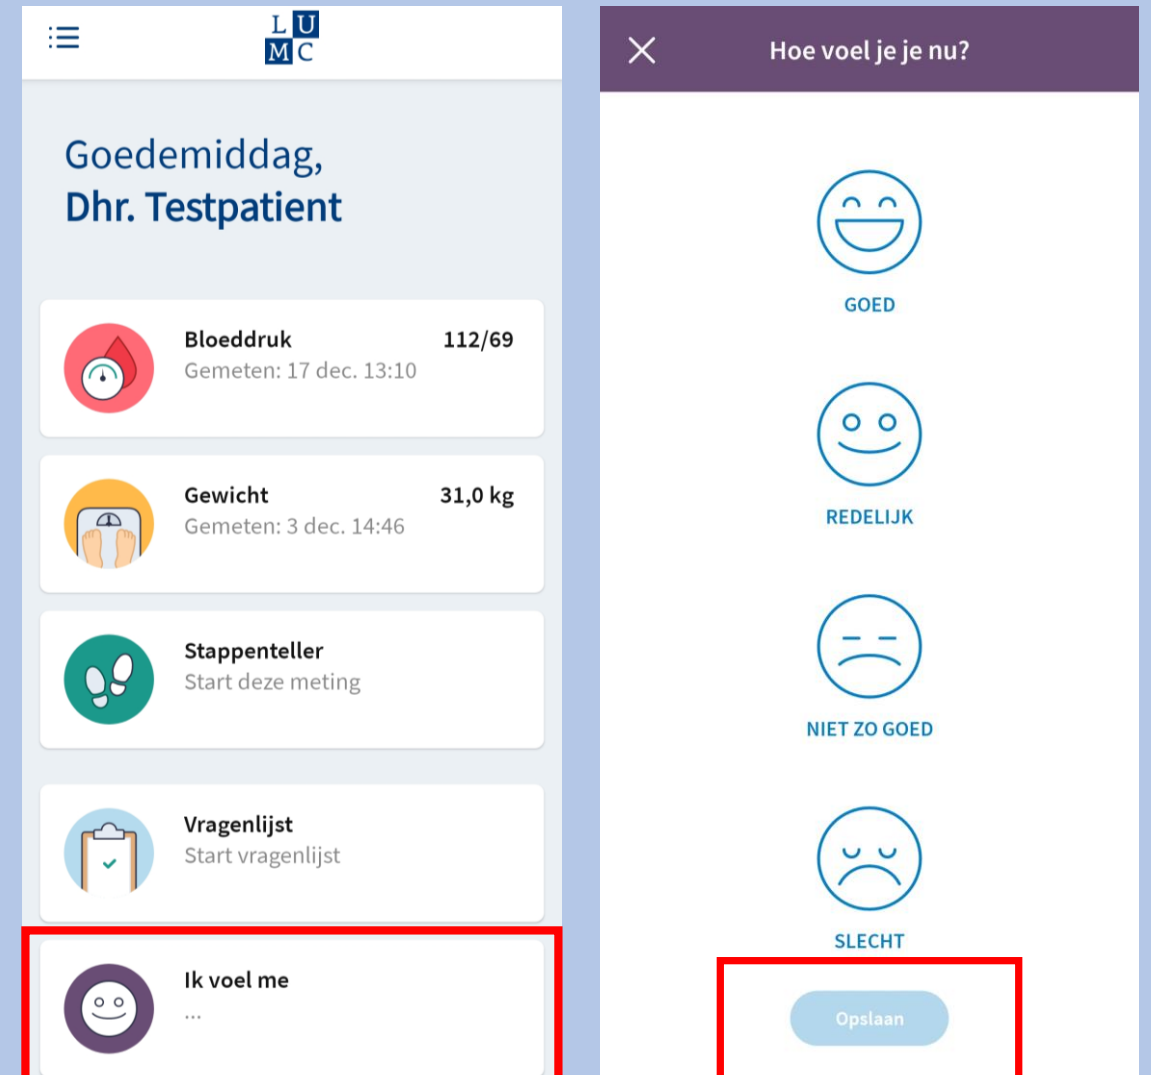 L U
M C
Goedemiddag,
Dhr. Testpatient
Bloeddruk 112/69
Gemeten: 17 dec. 13:10
Gewicht 31,0 kg
Gemeten: 3 dec. 14:46
Stappenteller
Start deze meting
Vragenlijst
Start vragenlijst
Ik voel me
...
Hoe voel je je nu?
GOED
REDELIJK
NIET ZO GOED
SLECHT
Opslaan